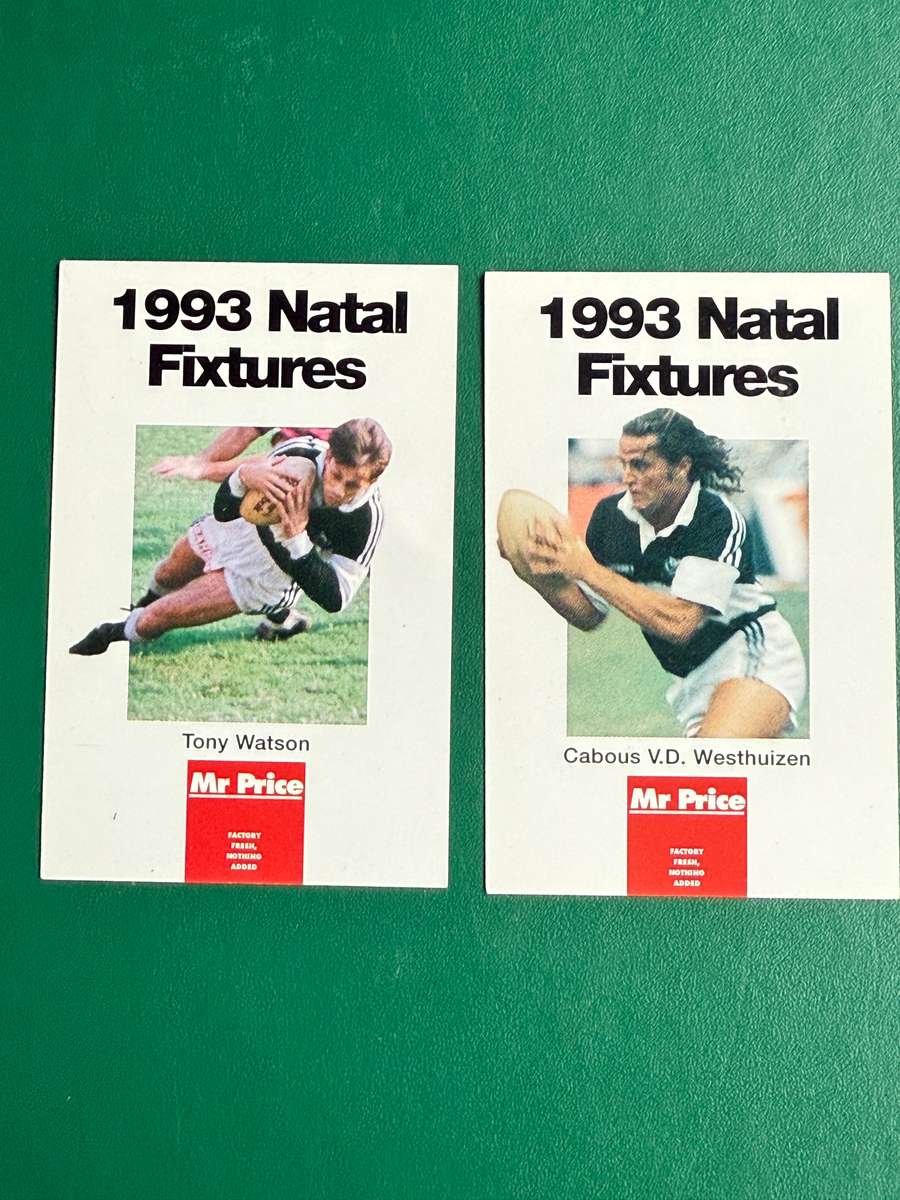 1993 Natal
Fixtures
Tony Watson
Mr Price
FACTORY
FRESH,
NOTHING
ADDED
1993 Natal
Fixtures
Cabous V.D. Westhuizen
Mr Price
FACTORY
FRESH,
NOTHING
ADDED